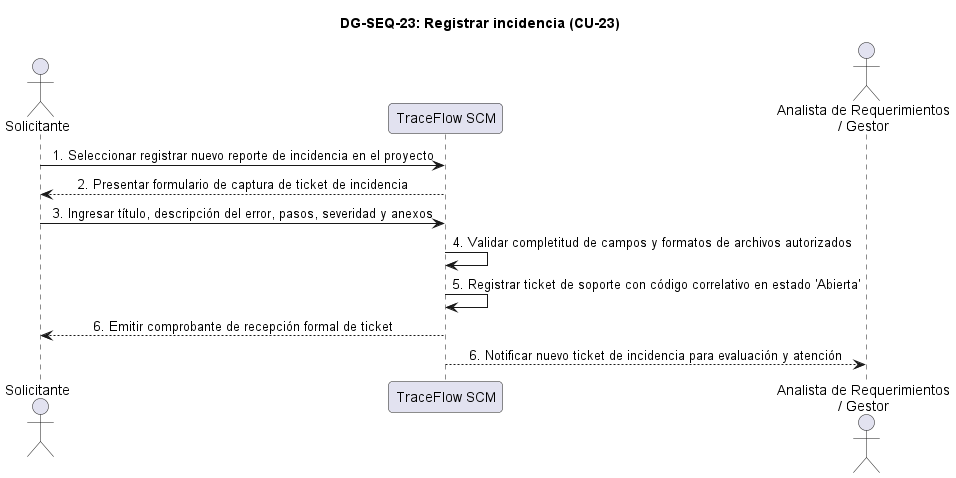 DG-SEQ-23: Registrar incidencia (CU-23)
Solicitante
TraceFlow SCM
Analista de Requerimientos
/ Gestor
1. Seleccionar registrar nuevo reporte de incidencia en el proyecto
2. Presentar formulario de captura de ticket de incidencia
3. Ingresar título, descripción del error, pasos, severidad y anexos
4. Validar completitud de campos y formatos de archivos autorizados
5. Registrar ticket de soporte con código correlativo en estado 'Abierta'
6. Emitir comprobante de recepción formal de ticket
6. Notificar nuevo ticket de incidencia para evaluación y atención
Solicitante
TraceFlow SCM
Analista de Requerimientos
/ Gestor